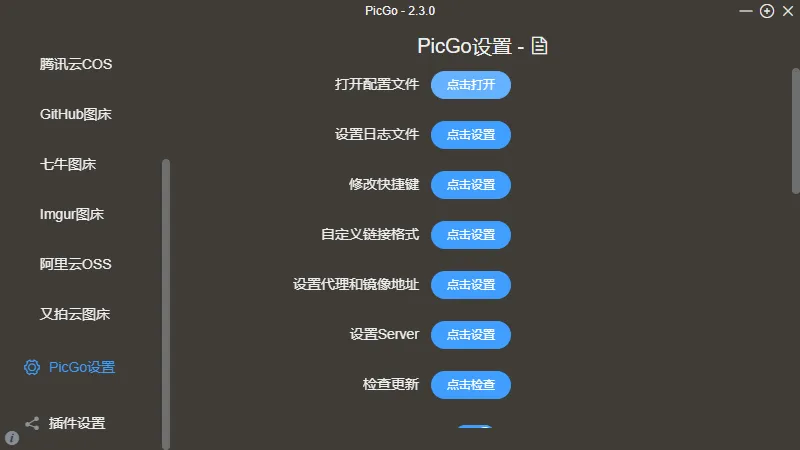 PicGo - 2.3.0
腾讯云COS
GitHub图床
七牛图床
Imgur图床
阿里云OSS
又拍云图床
PicGo设置
插件设置
PicGo设置 -
打开配置文件 点击打开
设置日志文件 点击设置
修改快捷键 点击设置
自定义链接格式 点击设置
设置代理和镜像地址 点击设置
设置Server 点击设置
检查更新 点击检查